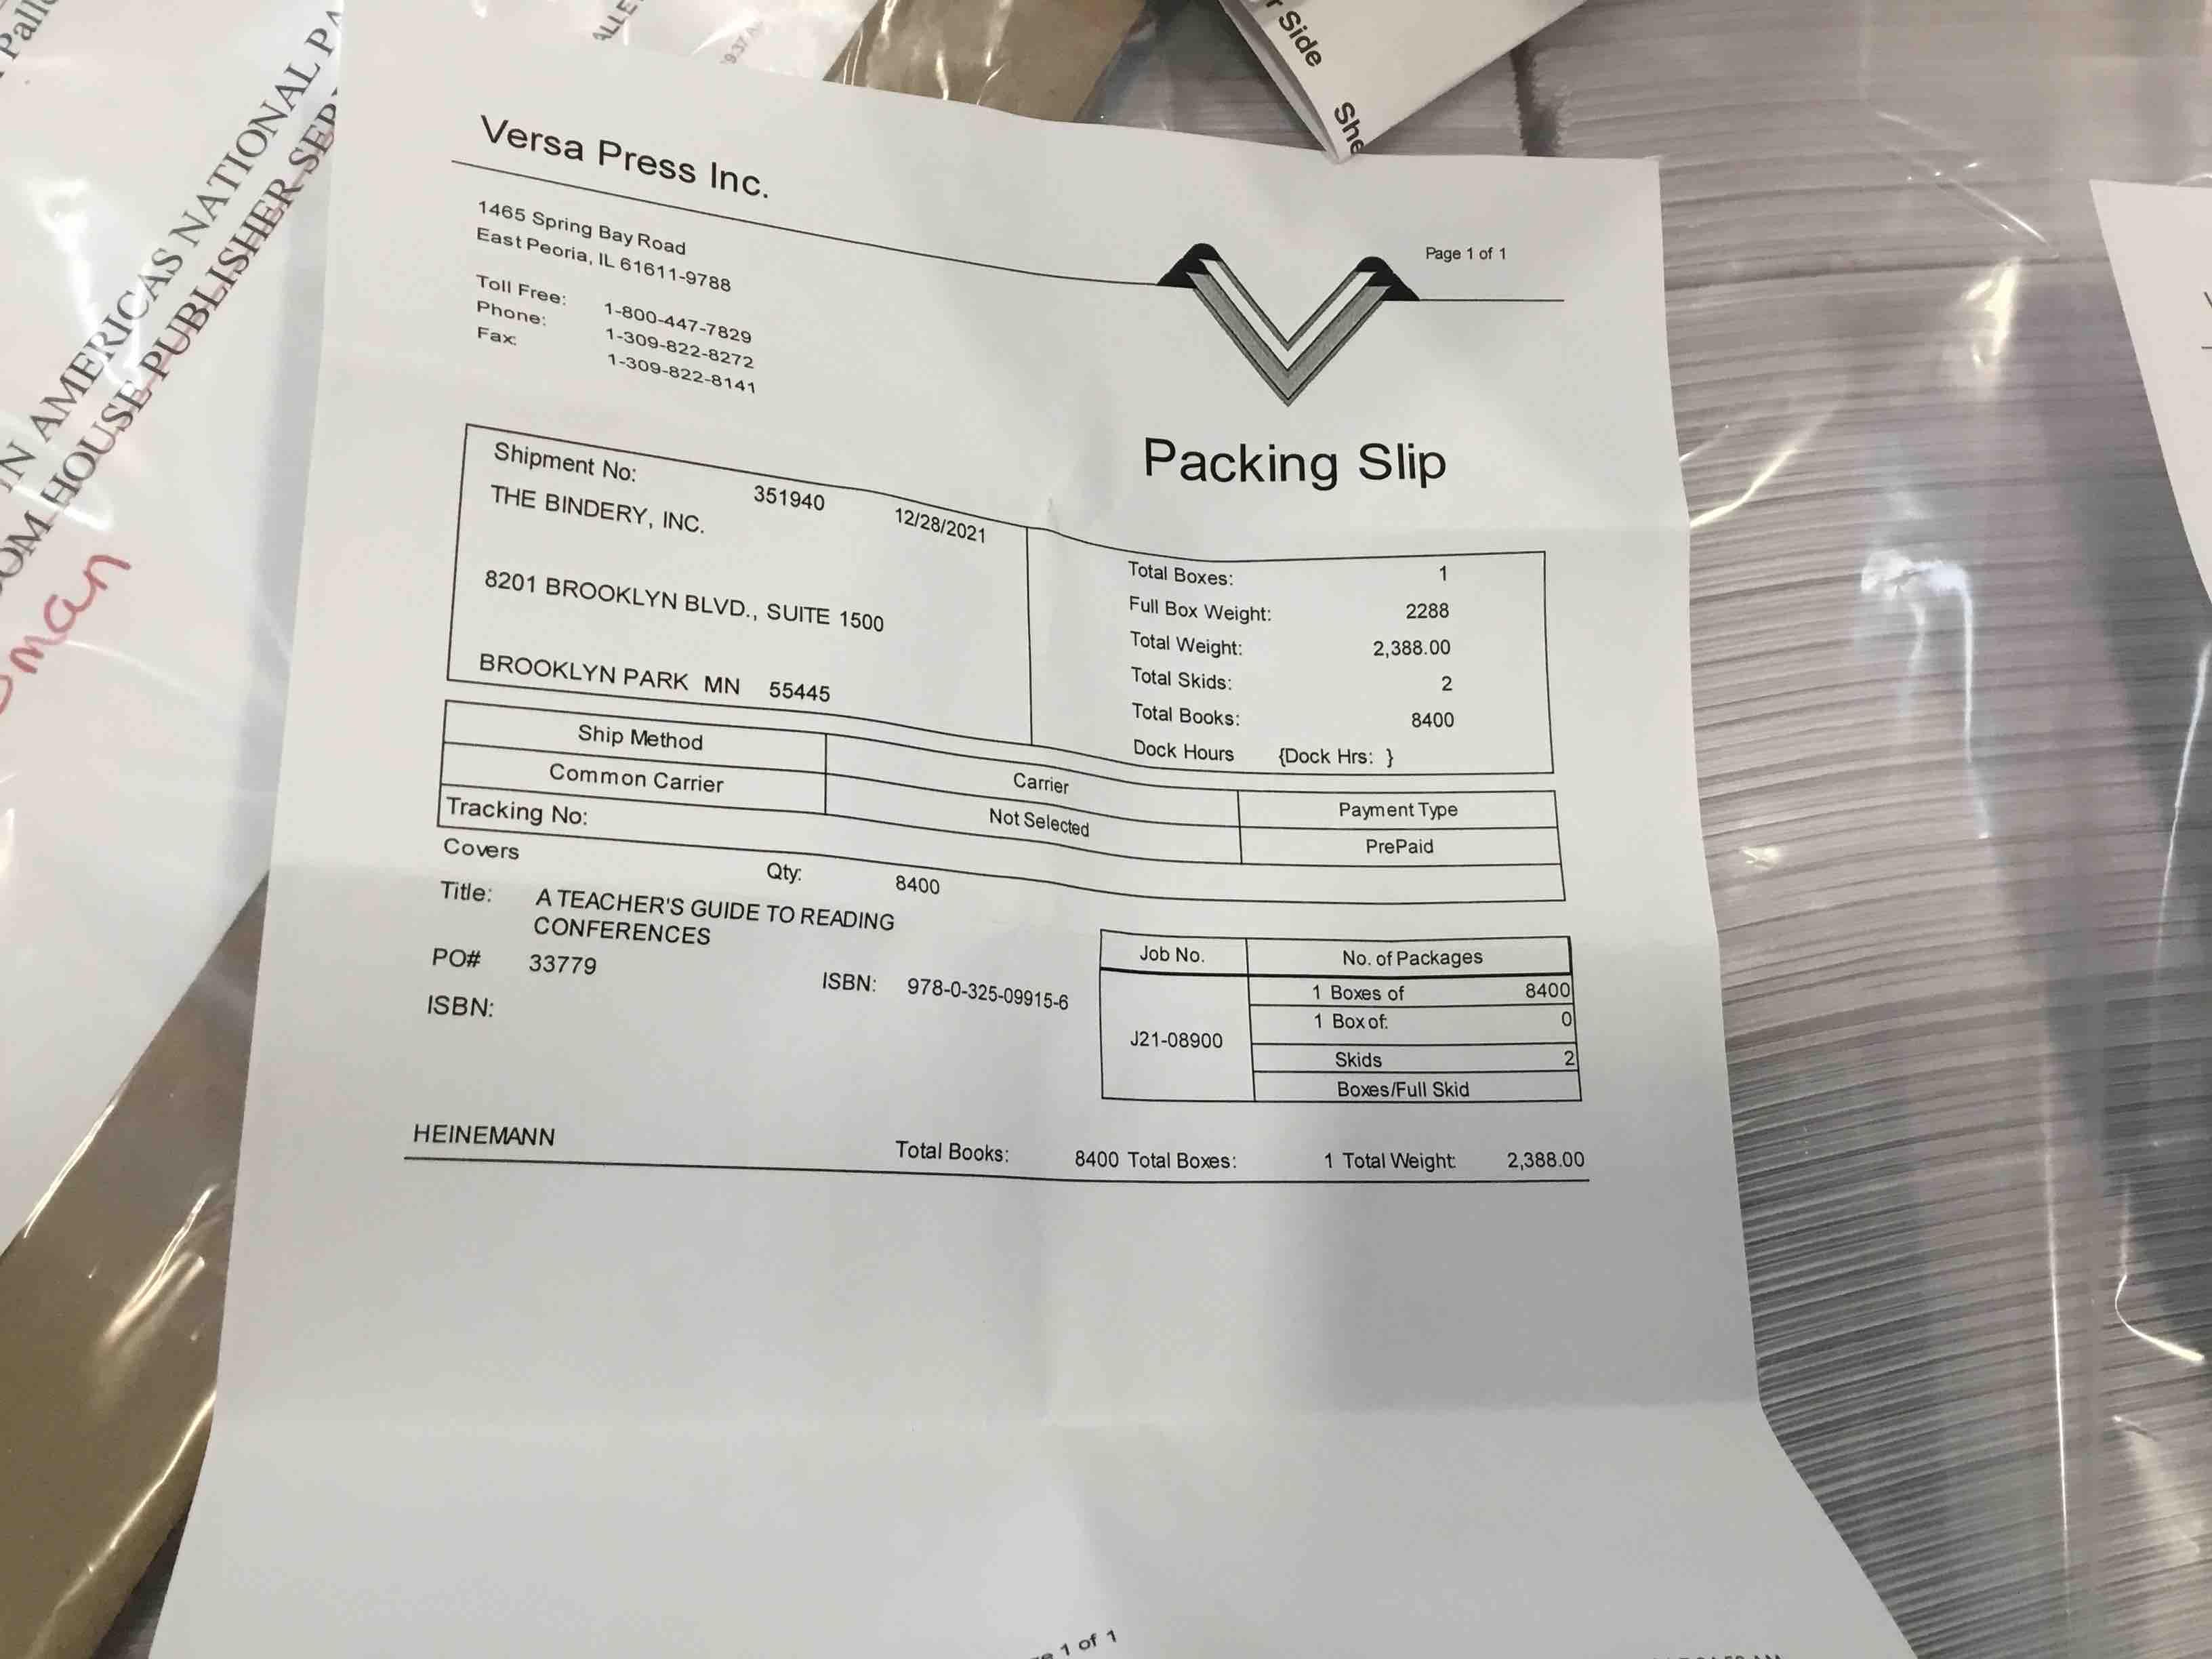 Versa Press Inc.
1465 Spring Bay Road
East Peoria, IL 61611-9788
Toll Free: 1-800-447-7829
Phone: 1-309-822-8272
Fax: 1-309-822-8141
Page 1 of 1
Packing Slip
Shipment No: 351940 12/28/2021
THE BINDERY, INC.
8201 BROOKLYN BLVD., SUITE 1500
BROOKLYN PARK MN 55445
Total Boxes: 1
Full Box Weight: 2288
Total Weight: 2,388.00
Total Skids: 2
Total Books: 8400
Dock Hours {Dock Hrs: }
Ship Method Carrier Payment Type
Common Carrier Not Selected PrePaid
Tracking No:
Covers Qty: 8400
Title: A TEACHER'S GUIDE TO READING
CONFERENCES
PO# 33779 ISBN: 978-0-325-09915-6
ISBN:
Job No. No. of Packages
J21-08900
1 Boxes of 8400
1 Box of: 0
Skids 2
Boxes/Full Skid
HEINEMANN Total Books: 8400 Total Boxes: 1 Total Weight: 2,388.00
1 of 1
AMERICAS NATIONAL
HOUSE PUBLISHER
Side